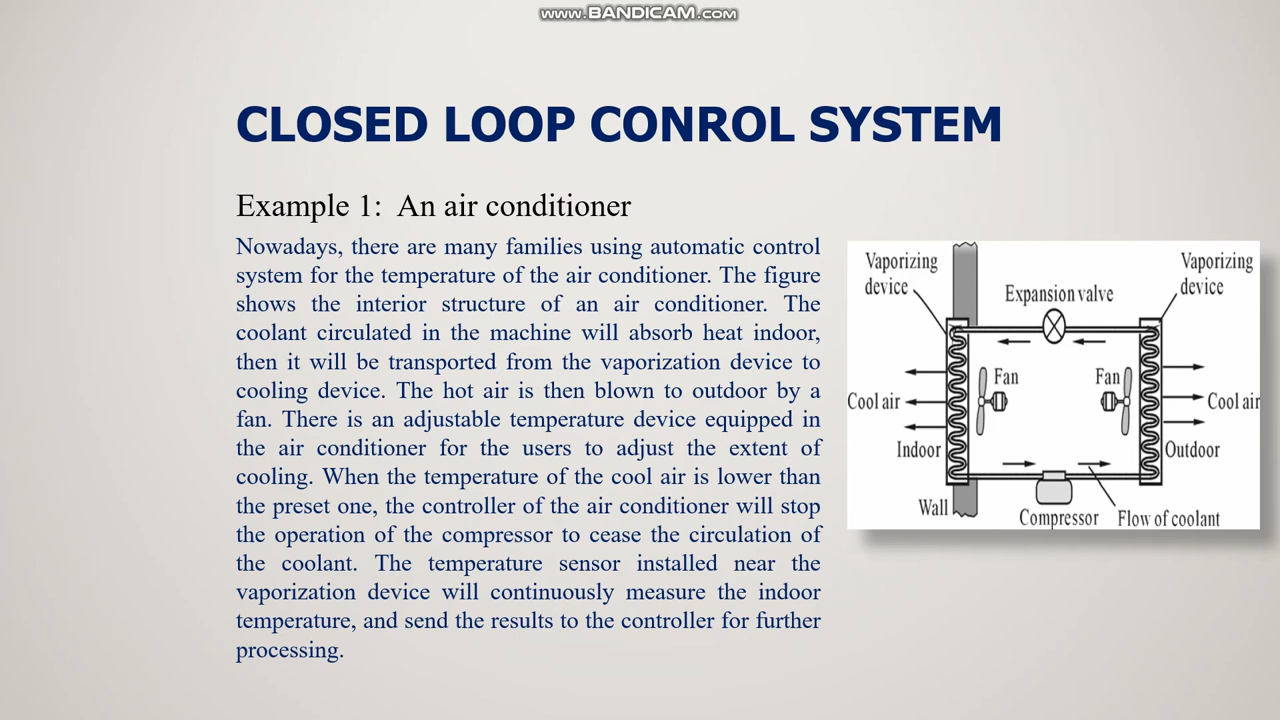 www.BANDICAM.com
CLOSED LOOP CONROL SYSTEM
Example 1: An air conditioner
Nowadays, there are many families using automatic control
system for the temperature of the air conditioner. The figure
shows the interior structure of an air conditioner. The
coolant circulated in the machine will absorb heat indoor,
then it will be transported from the vaporization device to
cooling device. The hot air is then blown to outdoor by a
fan. There is an adjustable temperature device equipped in
the air conditioner for the users to adjust the extent of
cooling. When the temperature of the cool air is lower than
the preset one, the controller of the air conditioner will stop
the operation of the compressor to cease the circulation of
the coolant. The temperature sensor installed near the
vaporization device will continuously measure the indoor
temperature, and send the results to the controller for further
processing.
Vaporizing
device
Expansion valve
Vaporizing
device
Fan
Fan
Cool air
Cool air
Indoor
Outdoor
Wall
Compressor
Flow of coolant